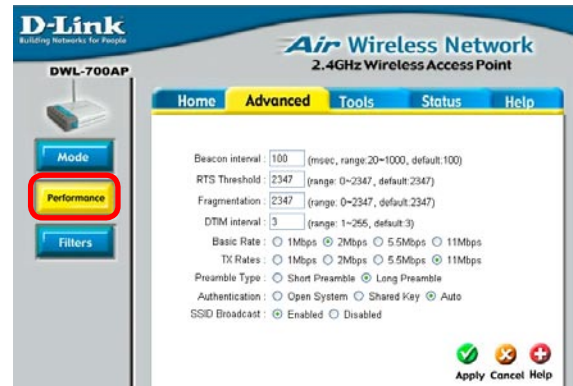 D-Link
Building Networks for People
Air Wireless Network
2.4GHz Wireless Access Point
DWL-700AP
Home Advanced Tools Status Help
Mode
Performance
Filters
Beacon interval : 100 (msec, range:20~1000, default:100)
RTS Threshold : 2347 (range: 0~2347, default:2347)
Fragmentation : 2347 (range: 0~2347, default:2347)
DTIM interval : 3 (range: 1~255, default:3)
Basic Rate : 1Mbps 2Mbps 5.5Mbps 11Mbps
TX Rates : 1Mbps 2Mbps 5.5Mbps 11Mbps
Preamble Type : Short Preamble Long Preamble
Authentication : Open System Shared Key Auto
SSID Broadcast : Enabled Disabled
Apply Cancel Help